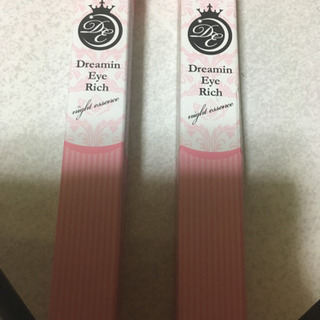 DE
Dreamin
Eye
Rich
night essence
DE
Dreamin
Eye
Rich
night essence